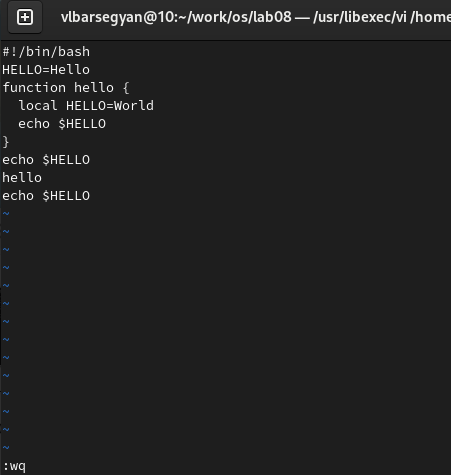 vlbarsegyan@10:~/work/os/lab08 — /usr/libexec/vi /home
#!/bin/bash
HELLO=Hello
function hello {
  local HELLO=World
  echo $HELLO
}
echo $HELLO
hello
echo $HELLO
~
~
~
~
~
~
~
~
~
~
~
~
~
~
:wq